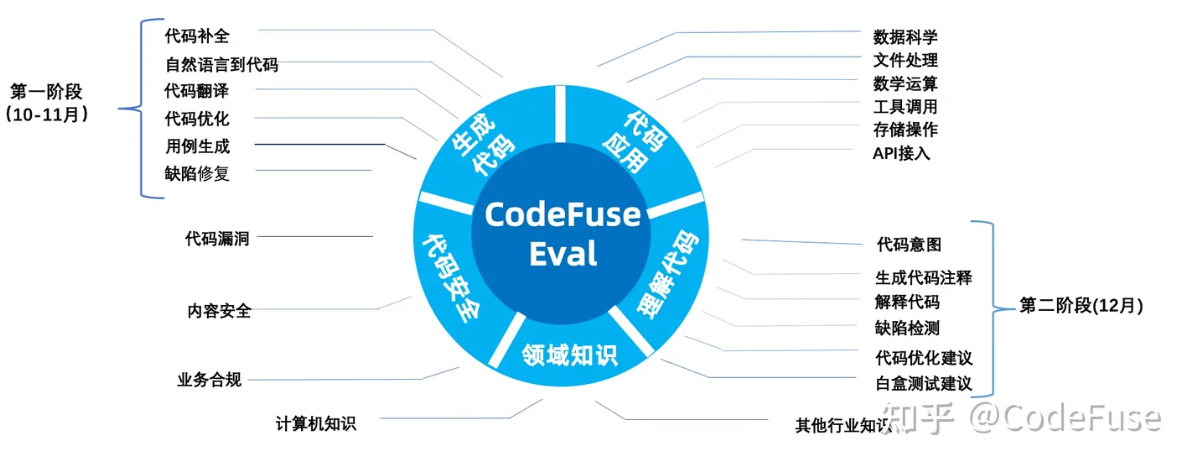 第一阶段
（10-11月）
代码补全
自然语言到代码
代码翻译
代码优化
用例生成
缺陷修复
代码漏洞
内容安全
业务合规
计算机知识
生成
代码
代码
应用
代码安全
理解代码
领域知识
CodeFuse
Eval
数据科学
文件处理
数学运算
工具调用
存储操作
API接入
代码意图
生成代码注释
解释代码
缺陷检测
代码优化建议
白盒测试建议
第二阶段(12月)
其他行业知识
知乎 @CodeFuse